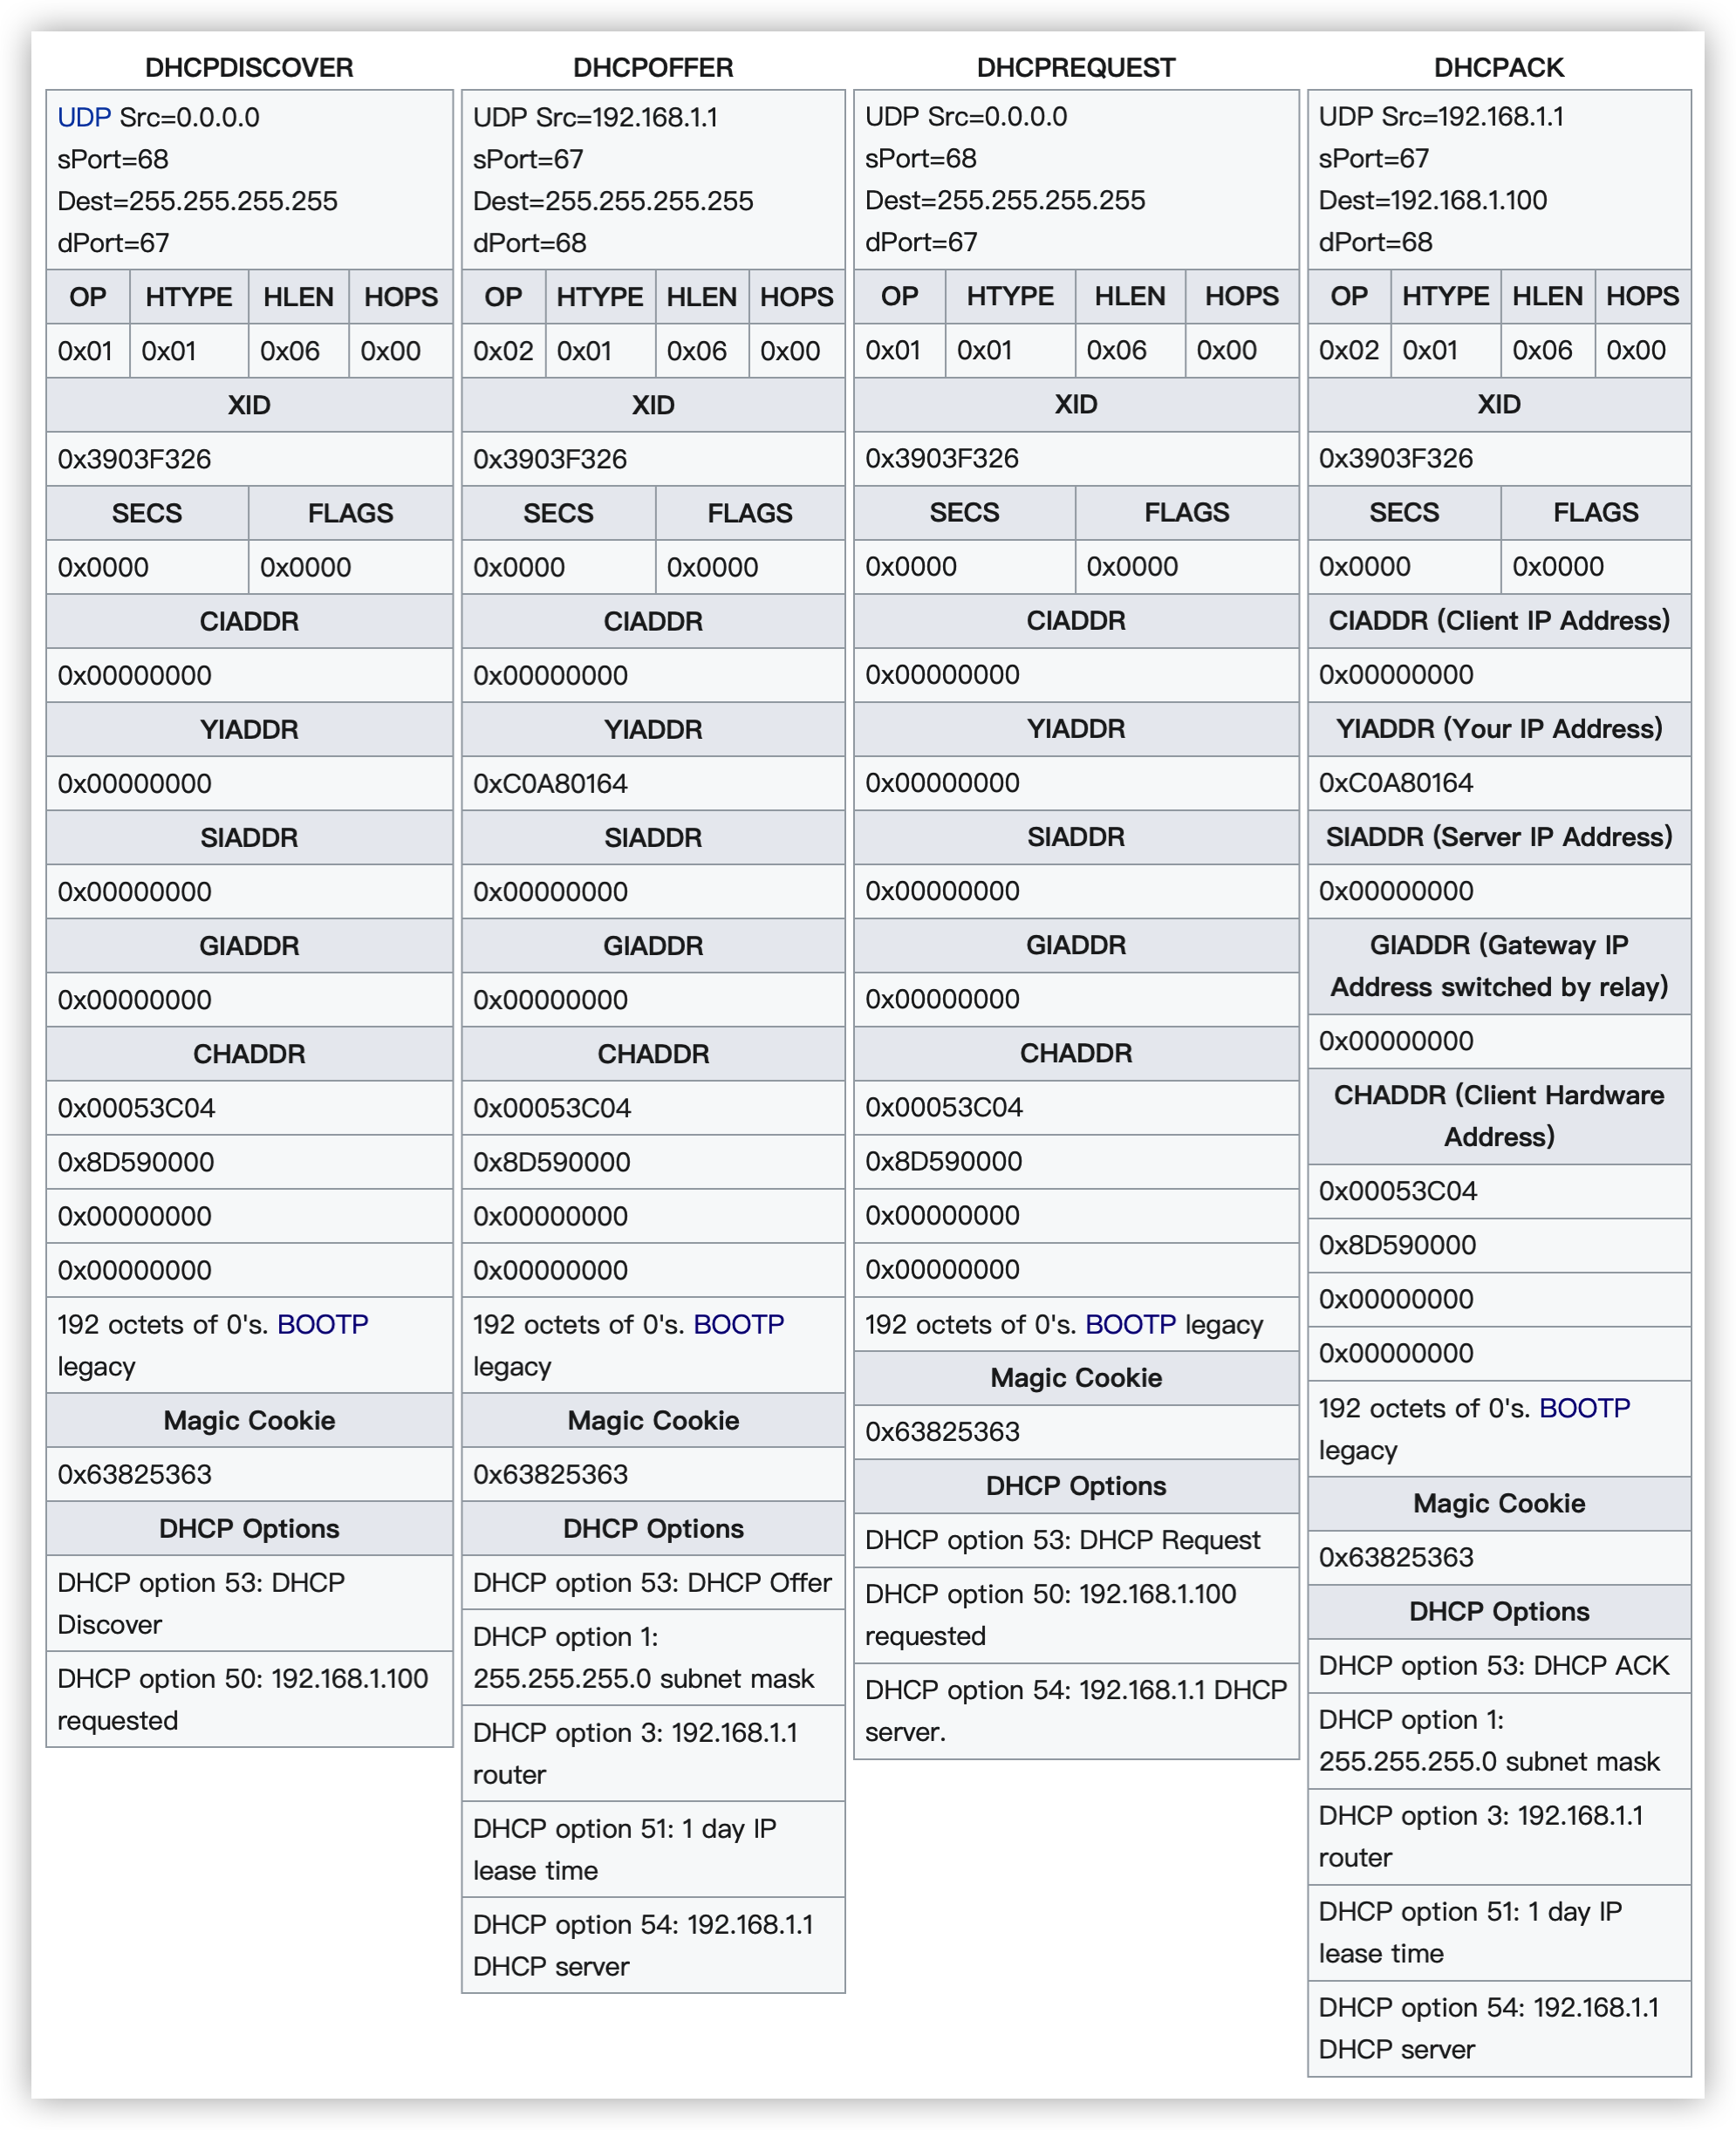 DHCPDISCOVER
UDP Src=0.0.0.0
sPort=68
Dest=255.255.255.255
dPort=67
OP HTYPE HLEN HOPS
0x01 0x01 0x06 0x00
XID
0x3903F326
SECS FLAGS
0x0000 0x0000
CIADDR
0x00000000
YIADDR
0x00000000
SIADDR
0x00000000
GIADDR
0x00000000
CHADDR
0x00053C04
0x8D590000
0x00000000
0x00000000
192 octets of 0's. BOOTP
legacy
Magic Cookie
0x63825363
DHCP Options
DHCP option 53: DHCP
Discover
DHCP option 50: 192.168.1.100
requested
DHCPOFFER
UDP Src=192.168.1.1
sPort=67
Dest=255.255.255.255
dPort=68
OP HTYPE HLEN HOPS
0x02 0x01 0x06 0x00
XID
0x3903F326
SECS FLAGS
0x0000 0x0000
CIADDR
0x00000000
YIADDR
0xC0A80164
SIADDR
0x00000000
GIADDR
0x00000000
CHADDR
0x00053C04
0x8D590000
0x00000000
0x00000000
192 octets of 0's. BOOTP
legacy
Magic Cookie
0x63825363
DHCP Options
DHCP option 53: DHCP Offer
DHCP option 1:
255.255.255.0 subnet mask
DHCP option 3: 192.168.1.1
router
DHCP option 51: 1 day IP
lease time
DHCP option 54: 192.168.1.1
DHCP server
DHCPREQUEST
UDP Src=0.0.0.0
sPort=68
Dest=255.255.255.255
dPort=67
OP HTYPE HLEN HOPS
0x01 0x01 0x06 0x00
XID
0x3903F326
SECS FLAGS
0x0000 0x0000
CIADDR
0x00000000
YIADDR
0x00000000
SIADDR
0x00000000
GIADDR
0x00000000
CHADDR
0x00053C04
0x8D590000
0x00000000
0x00000000
192 octets of 0's. BOOTP legacy
Magic Cookie
0x63825363
DHCP Options
DHCP option 53: DHCP Request
DHCP option 50: 192.168.1.100
requested
DHCP option 54: 192.168.1.1 DHCP
server.
DHCPACK
UDP Src=192.168.1.1
sPort=67
Dest=192.168.1.100
dPort=68
OP HTYPE HLEN HOPS
0x02 0x01 0x06 0x00
XID
0x3903F326
SECS FLAGS
0x0000 0x0000
CIADDR (Client IP Address)
0x00000000
YIADDR (Your IP Address)
0xC0A80164
SIADDR (Server IP Address)
0x00000000
GIADDR (Gateway IP
Address switched by relay)
0x00000000
CHADDR (Client Hardware
Address)
0x00053C04
0x8D590000
0x00000000
0x00000000
192 octets of 0's. BOOTP
legacy
Magic Cookie
0x63825363
DHCP Options
DHCP option 53: DHCP ACK
DHCP option 1:
255.255.255.0 subnet mask
DHCP option 3: 192.168.1.1
router
DHCP option 51: 1 day IP
lease time
DHCP option 54: 192.168.1.1
DHCP server